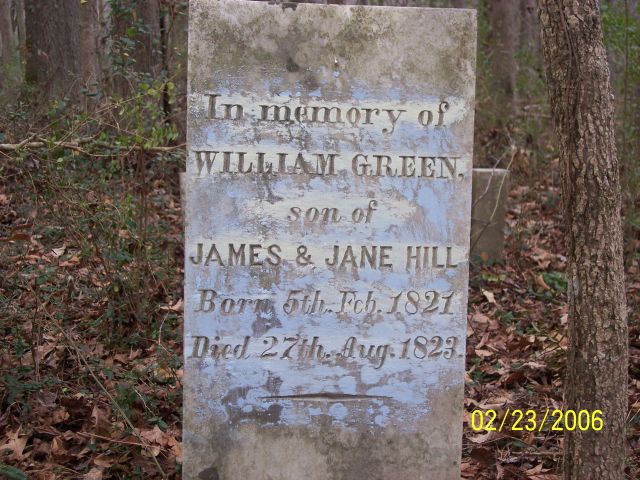 In memory of
WILLIAM GREEN,
son of
JAMES & JANE HILL
Born 5th. Feb. 1821
Died 27th. Aug. 1823.
02/23/2006